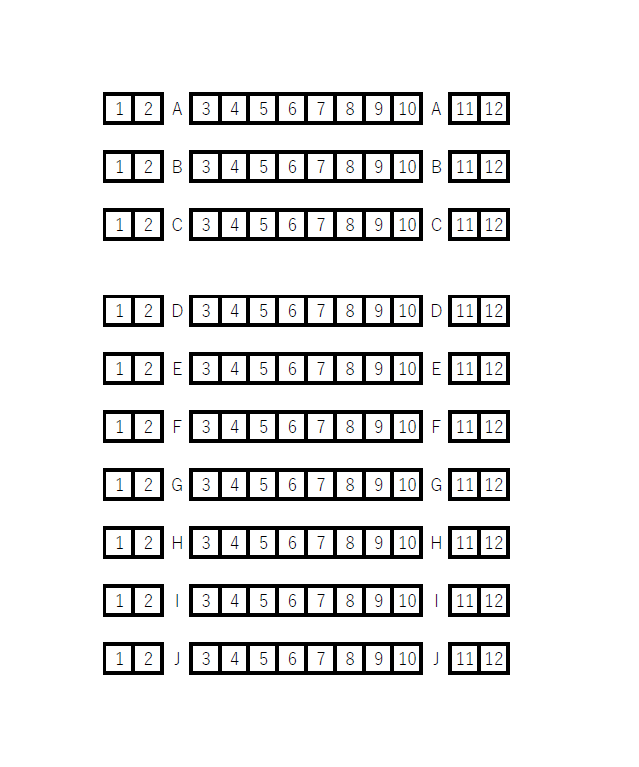 1 2 A 3 4 5 6 7 8 9 10 A 11 12
1 2 B 3 4 5 6 7 8 9 10 B 11 12
1 2 C 3 4 5 6 7 8 9 10 C 11 12
1 2 D 3 4 5 6 7 8 9 10 D 11 12
1 2 E 3 4 5 6 7 8 9 10 E 11 12
1 2 F 3 4 5 6 7 8 9 10 F 11 12
1 2 G 3 4 5 6 7 8 9 10 G 11 12
1 2 H 3 4 5 6 7 8 9 10 H 11 12
1 2 I 3 4 5 6 7 8 9 10 I 11 12
1 2 J 3 4 5 6 7 8 9 10 J 11 12